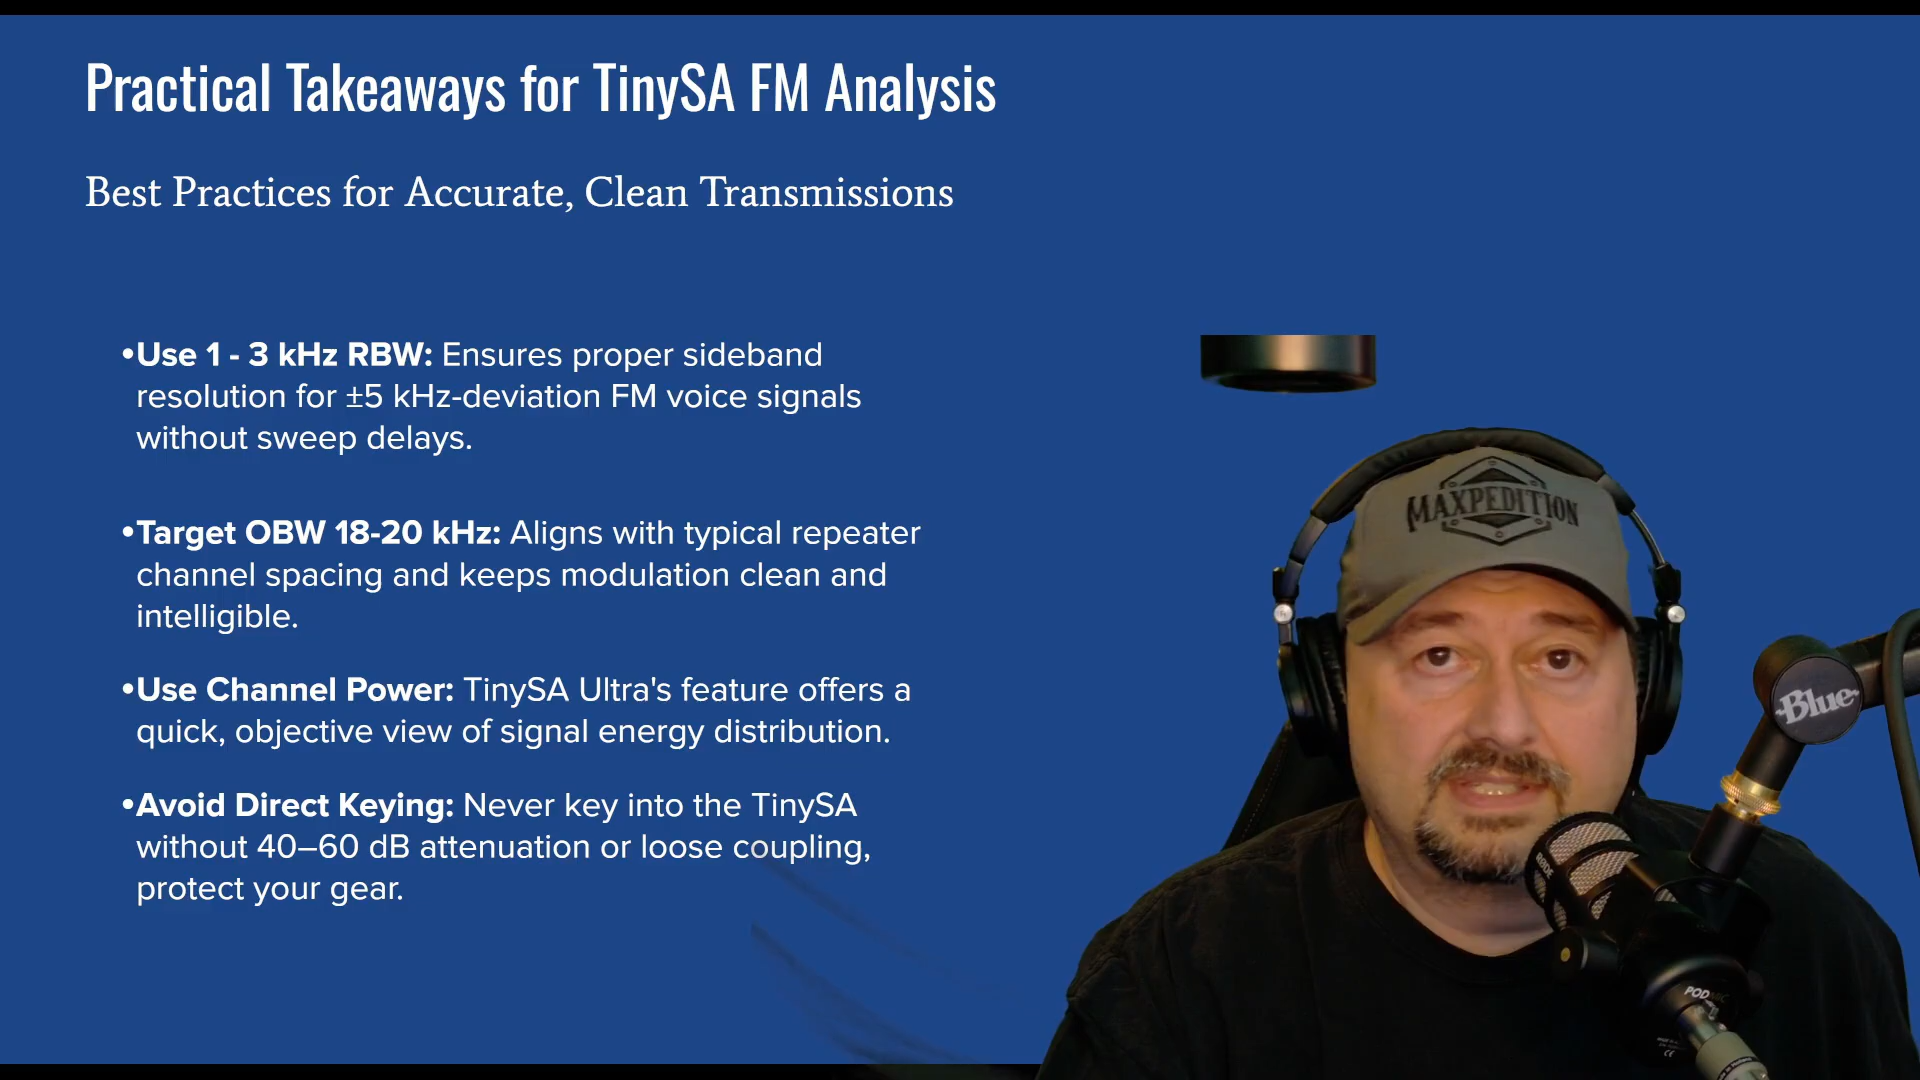 Practical Takeaways for TinySA FM Analysis
Best Practices for Accurate, Clean Transmissions
•Use 1 - 3 kHz RBW: Ensures proper sideband
resolution for ±5 kHz-deviation FM voice signals
without sweep delays.
•Target OBW 18-20 kHz: Aligns with typical repeater
channel spacing and keeps modulation clean and
intelligible.
•Use Channel Power: TinySA Ultra's feature offers a
quick, objective view of signal energy distribution.
•Avoid Direct Keying: Never key into the TinySA
without 40–60 dB attenuation or loose coupling,
protect your gear.
MAXPEDITION
Blue
RODE
PODMIC